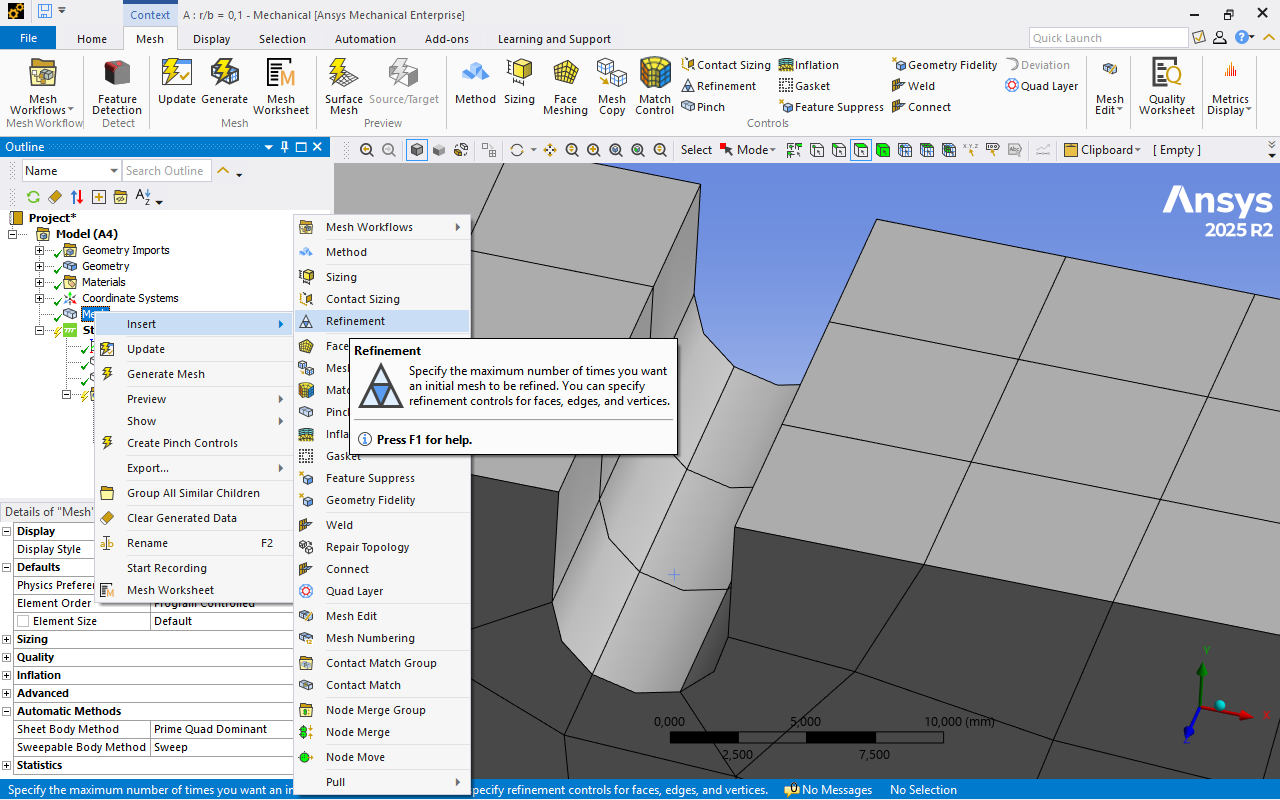 Context
A : r/b = 0,1 - Mechanical [Ansys Mechanical Enterprise]
File
Home
Mesh
Display
Selection
Automation
Add-ons
Learning and Support
Quick Launch
Mesh Workflows
Mesh Workflow
Feature Detection
Detect
Update
Generate
Mesh Worksheet
Mesh
Surface Mesh
Source/Target
Preview
Method
Sizing
Face Meshing
Mesh Copy
Match Control
Contact Sizing
Refinement
Pinch
Inflation
Gasket
Feature Suppress
Geometry Fidelity
Weld
Connect
Deviation
Quad Layer
Controls
Mesh Edit
Quality Worksheet
Metrics Display
Outline
Name
Search Outline
Select
Mode
Clipboard
[ Empty ]
Project*
Model (A4)
Geometry Imports
Geometry
Materials
Coordinate Systems
Mesh
St
Insert
Update
Generate Mesh
Preview
Show
Create Pinch Controls
Export...
Group All Similar Children
Clear Generated Data
Rename F2
Start Recording
Mesh Worksheet
Mesh Workflows
Method
Sizing
Contact Sizing
Refinement
Face
Mesh
Matc
Pinch
Infla
Gasket
Feature Suppress
Geometry Fidelity
Weld
Repair Topology
Connect
Quad Layer
Mesh Edit
Mesh Numbering
Contact Match Group
Contact Match
Node Merge Group
Node Merge
Node Move
Pull
Refinement
Specify the maximum number of times you want
an initial mesh to be refined. You can specify
refinement controls for faces, edges, and vertices.
Press F1 for help.
Details of "Mesh"
Display
Display Style
Defaults
Physics Preferen
Element Order Program Controlled
Element Size Default
Sizing
Quality
Inflation
Advanced
Automatic Methods
Sheet Body Method Prime Quad Dominant
Sweepable Body Method Sweep
Statistics
Ansys
2025 R2
0,000 5,000 10,000 (mm)
2,500 7,500
Y
X
Z
Specify the maximum number of times you want an in
pecify refinement controls for faces, edges, and vertices.
No Messages
No Selection